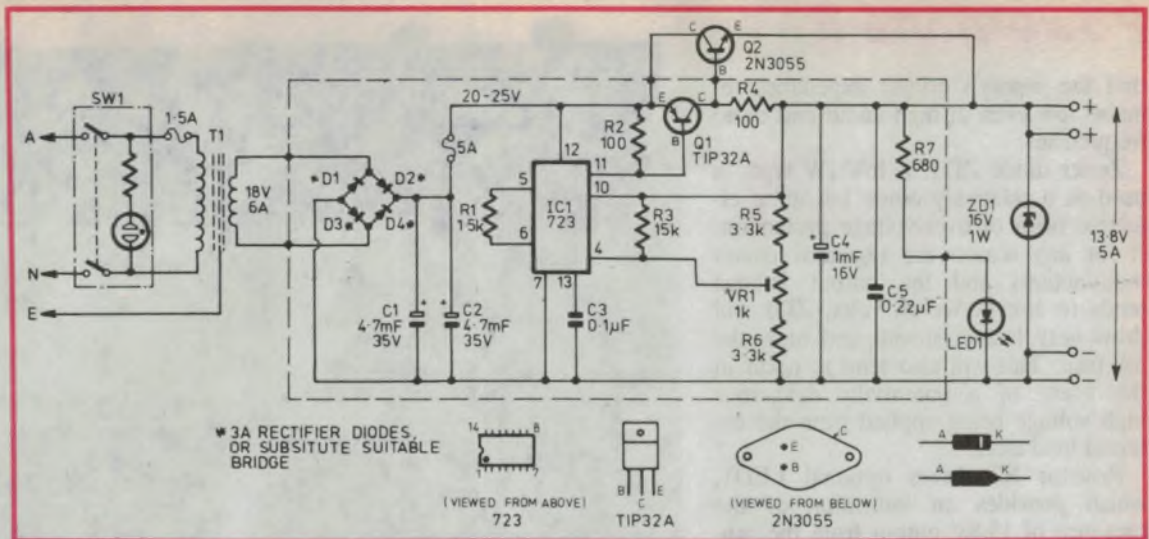 SW1
1·5A
T1
A
N
E
18V
6A
*D1
D2*
D3*
D4*
20-25V
5A
C1
4·7mF
35V
C2
4·7mF
35V
R1
1·5k
5
6
12
11
10
4
7
13
IC1
723
C3
0·1µF
R2
100
R3
15k
C
E
B
Q2
2N3055
E
C
B
Q1
TIP32A
R4
100
R5
3·3k
VR1
1k
R6
3·3k
C4
1mF
16V
C5
0·22µF
R7
680
ZD1
16V
1W
LED1
+
+
13·8V
5A
−
−
* 3A RECTIFIER DIODES,
OR SUBSITUTE SUITABLE
BRIDGE
14
8
1
7
(VIEWED FROM ABOVE)
723
B
C
E
TIP32A
C
E
B
(VIEWED FROM BELOW)
2N3055
A
K
A
K